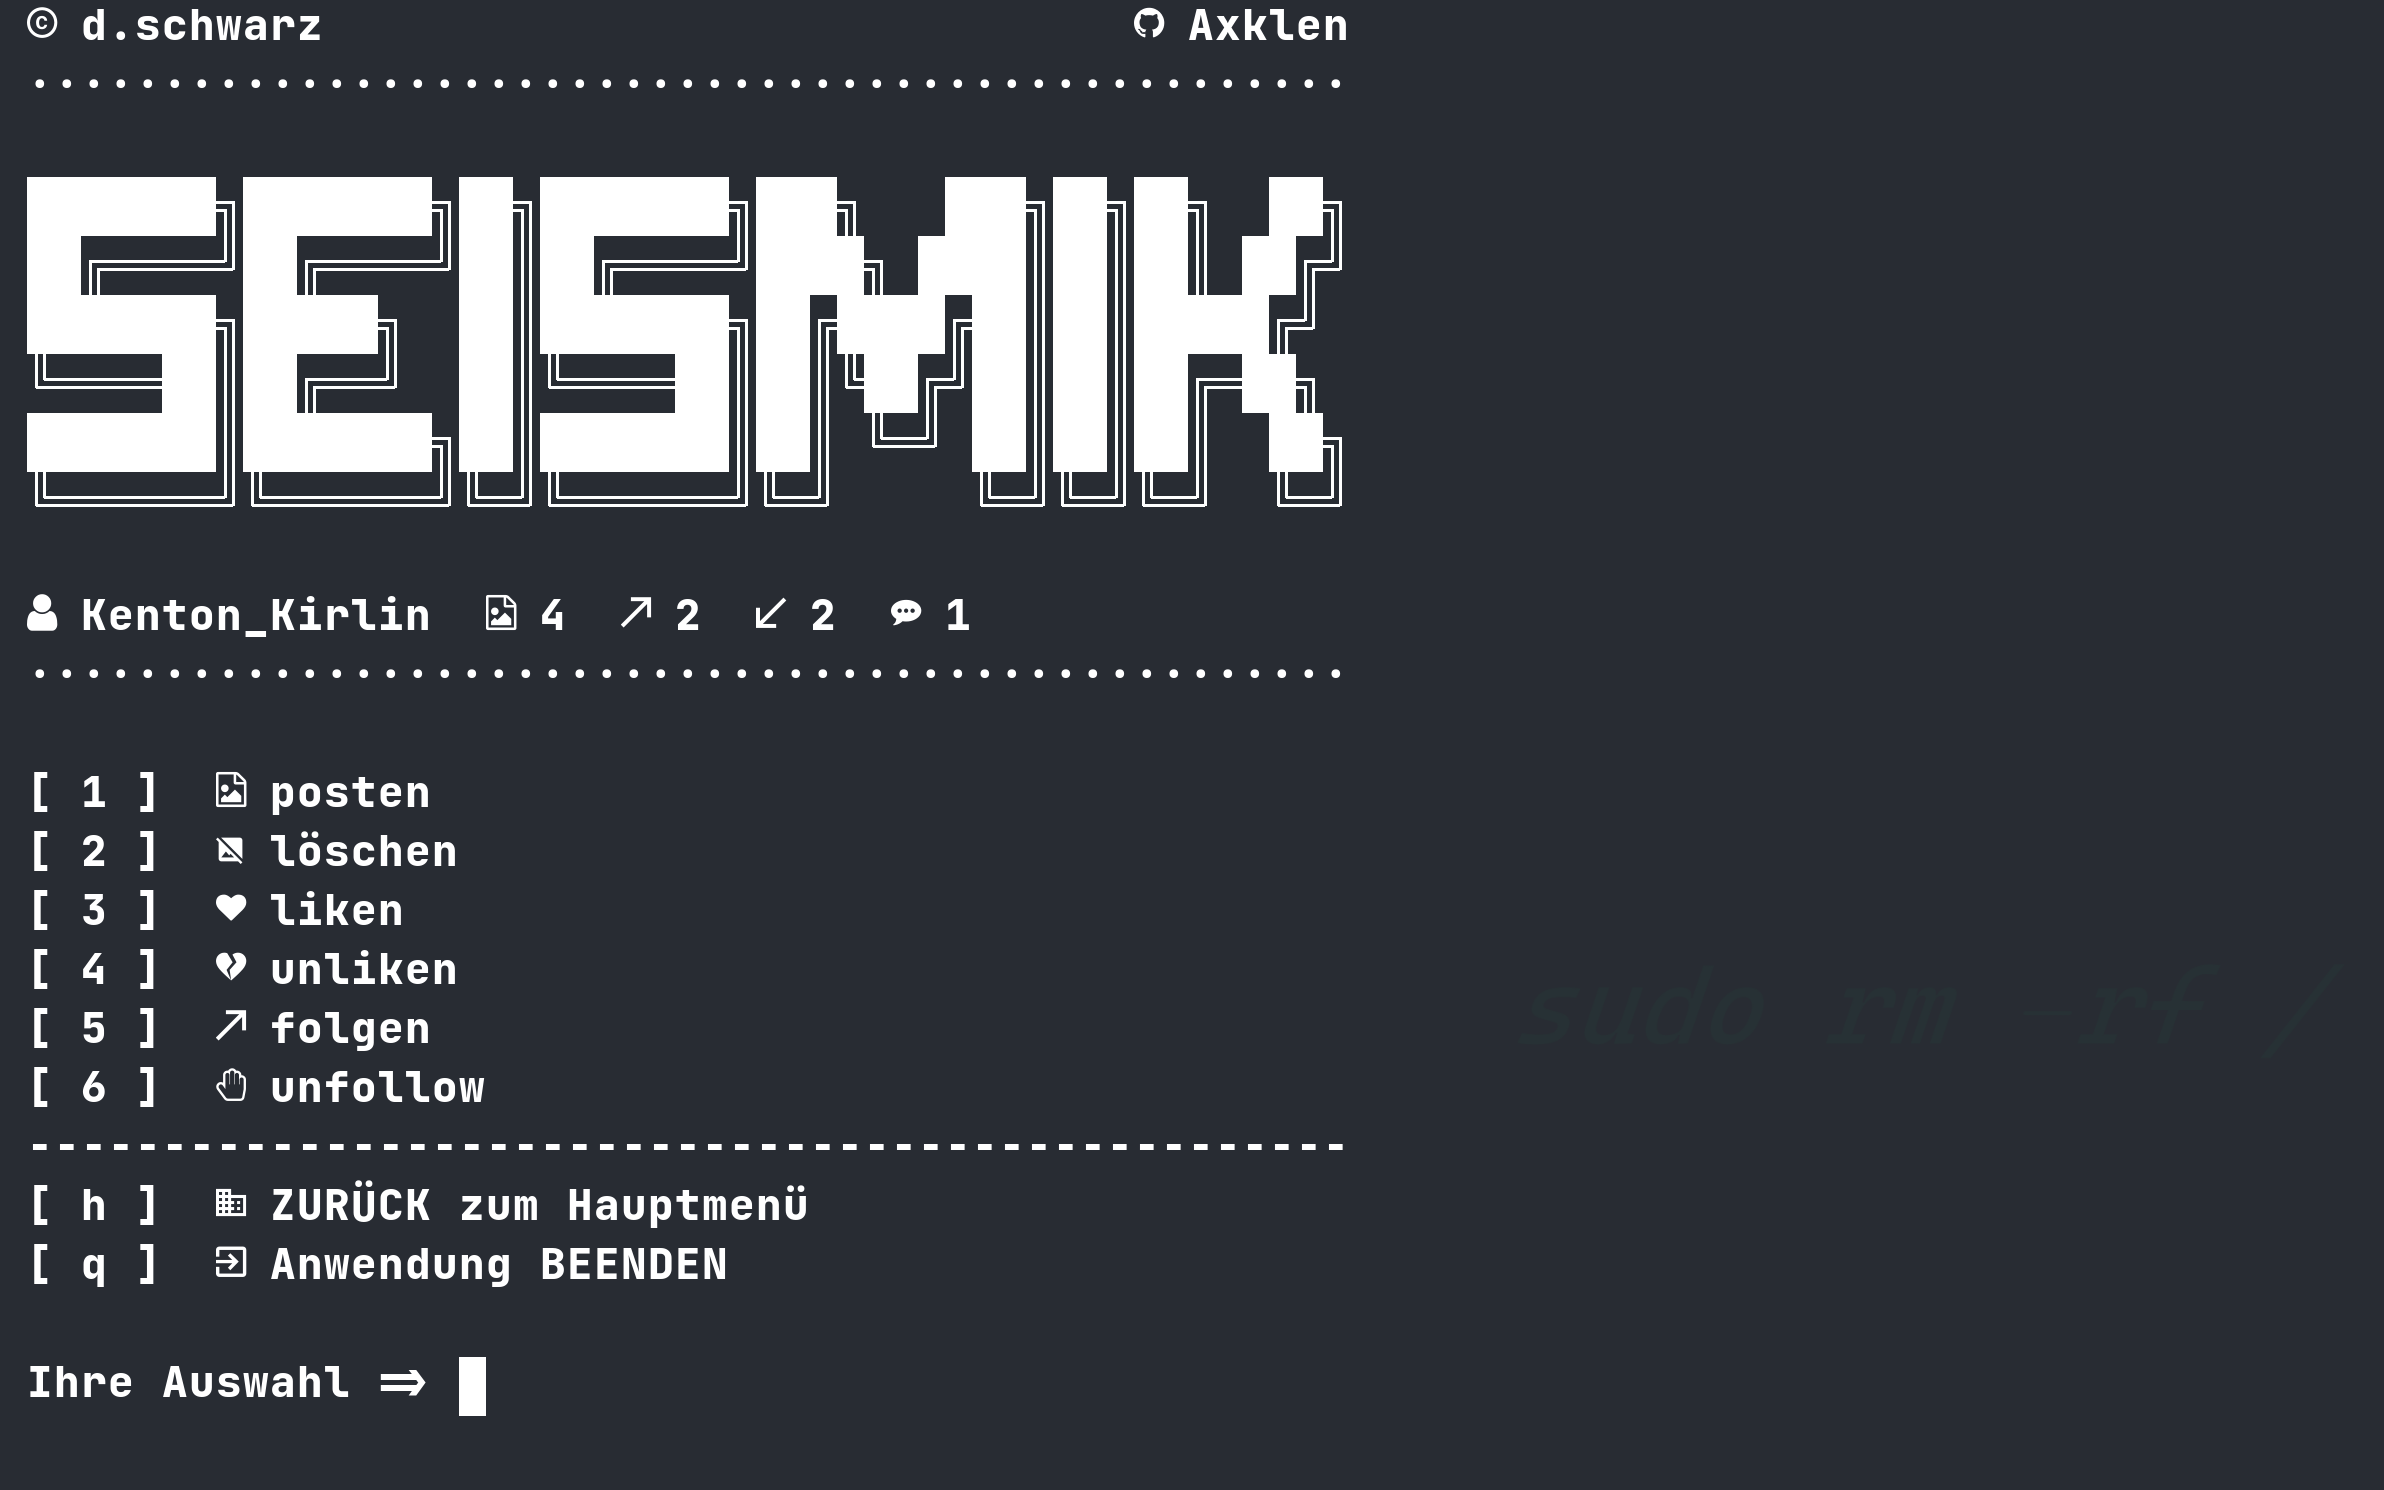 © d.schwarz Axklen
SEISMIK
Kenton_Kirlin 4 2 2 1
[ 1 ] posten
[ 2 ] löschen
[ 3 ] liken
[ 4 ] unliken
[ 5 ] folgen
[ 6 ] unfollow
sudo rm -rf /
[ h ] ZURÜCK zum Hauptmenü
[ q ] Anwendung BEENDEN
Ihre Auswahl ⇒